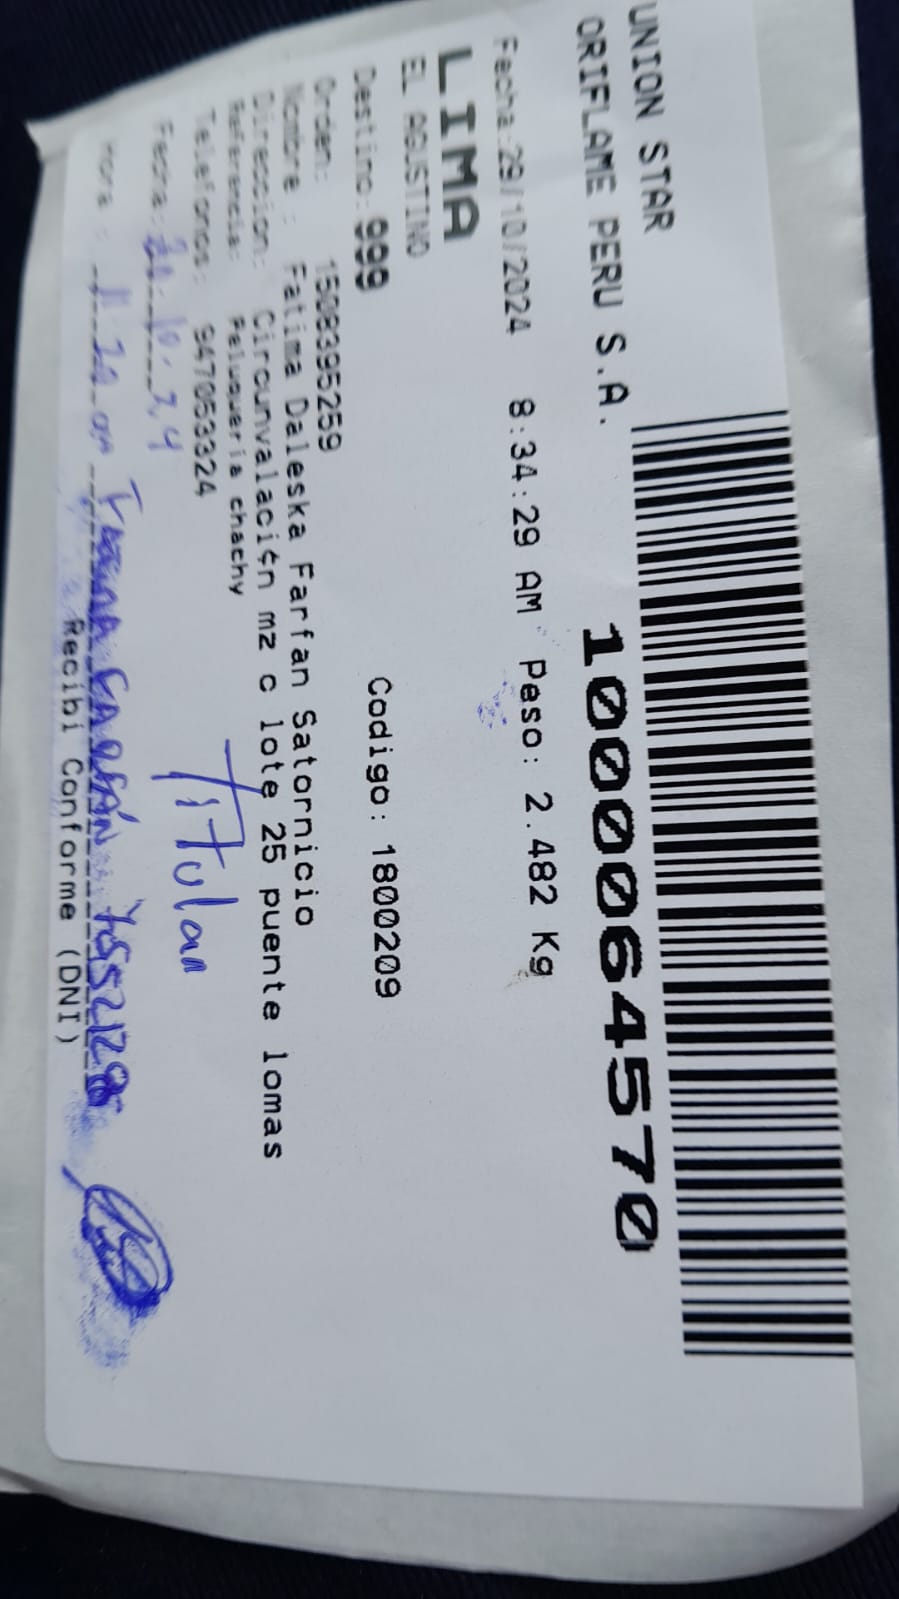 UNION STAR
ORIFLAME PERU S.A.
10000064570
Fecha:29/10/2024 8:34:29 AM Peso: 2.482 Kg
LIMA
EL AGUSTINO
Destino: 999 Codigo: 1800209
Orden: 1508395259
Nombre : Fatima Daleska Farfan Satornicio
Direccion: Circunvalaci¢n mz c lote 25 puente lomas
Referencia: Peluqueria chachy
Telefonos: 947053324
Titular
Fecha:
Hora :
Recibi Conforme (DNI)